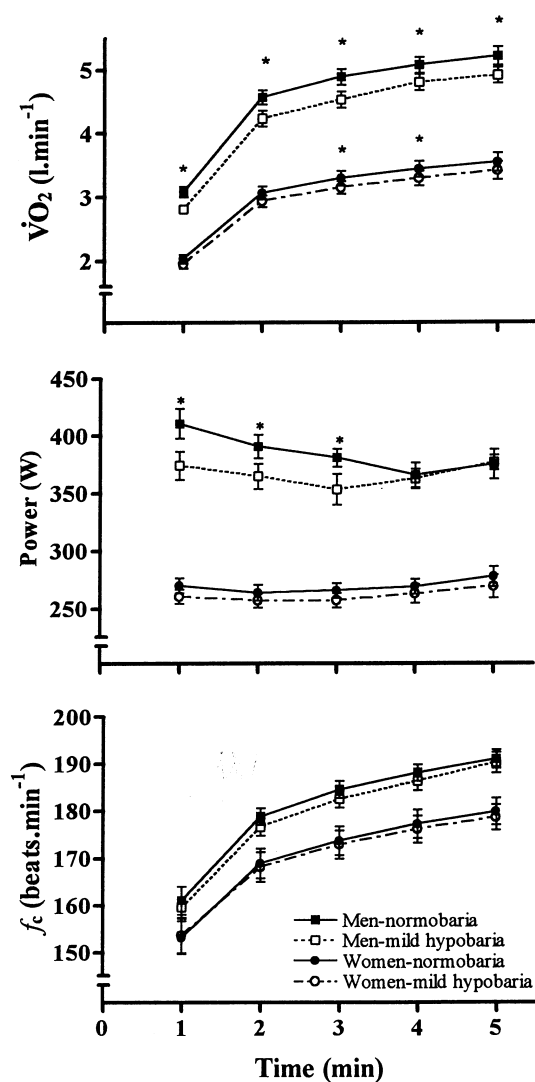 * * * * *
5
4
3
2
* * *
V̇O₂ (l.min⁻¹)
450
400
350
300
250
* * *
Power (W)
200
190
180
170
160
150
f꜀ (beats.min⁻¹)
Men-normobaria
Men-mild hypobaria
Women-normobaria
Women-mild hypobaria
0 1 2 3 4 5
Time (min)